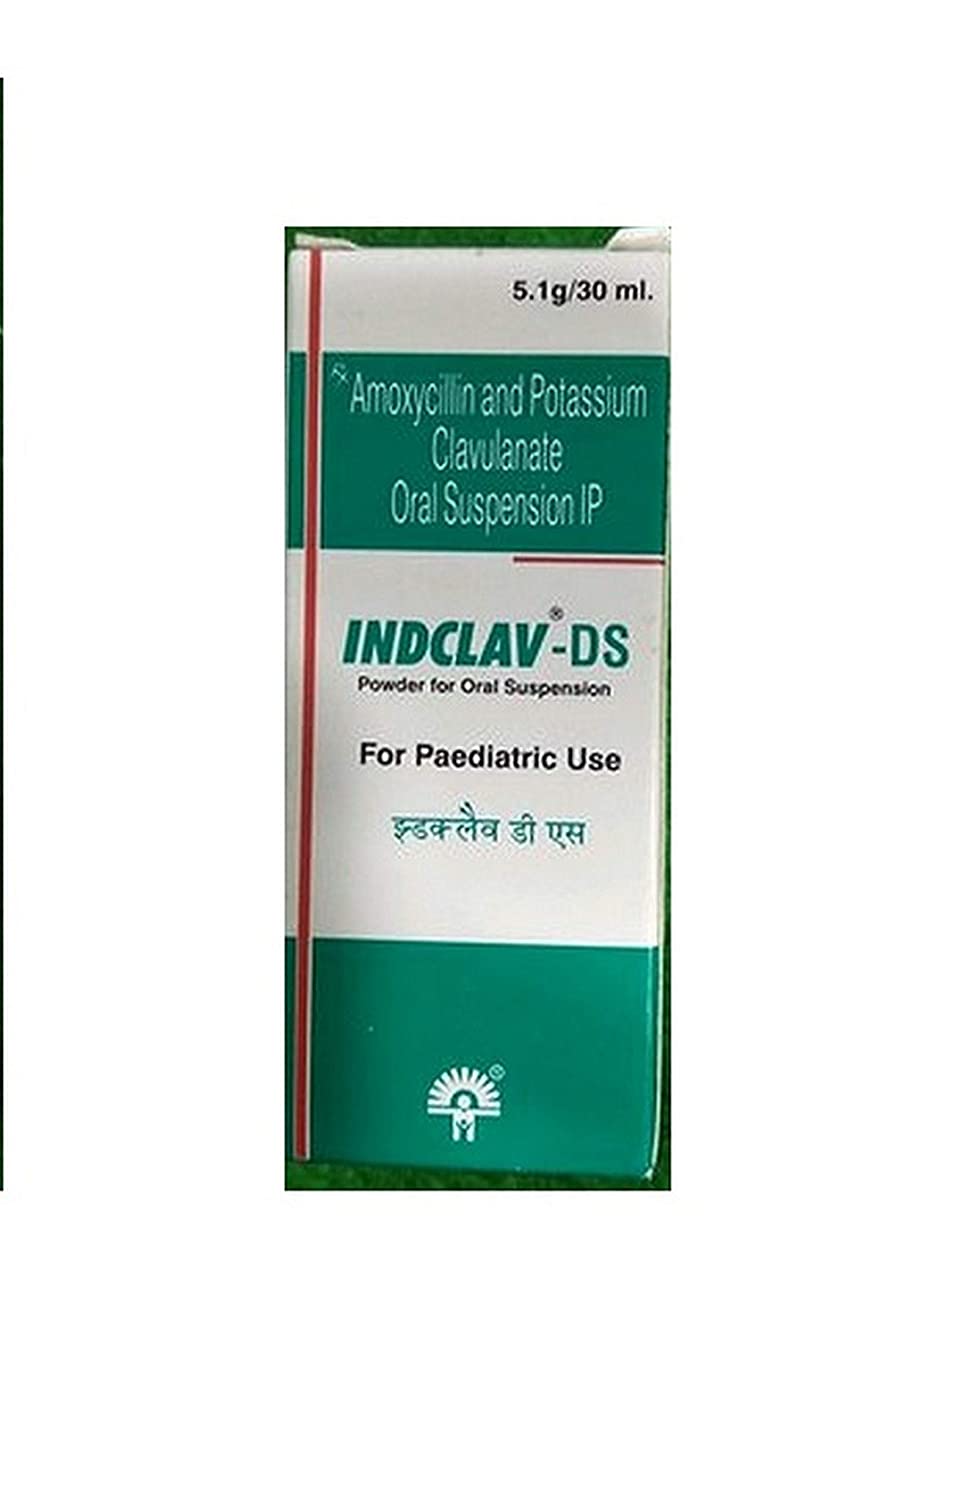 5.1g/30 ml.
Rx Amoxycillin and Potassium
Clavulanate
Oral Suspension IP
INDCLAV®-DS
Powder for Oral Suspension
For Paediatric Use
इन्डक्लैव डी एस